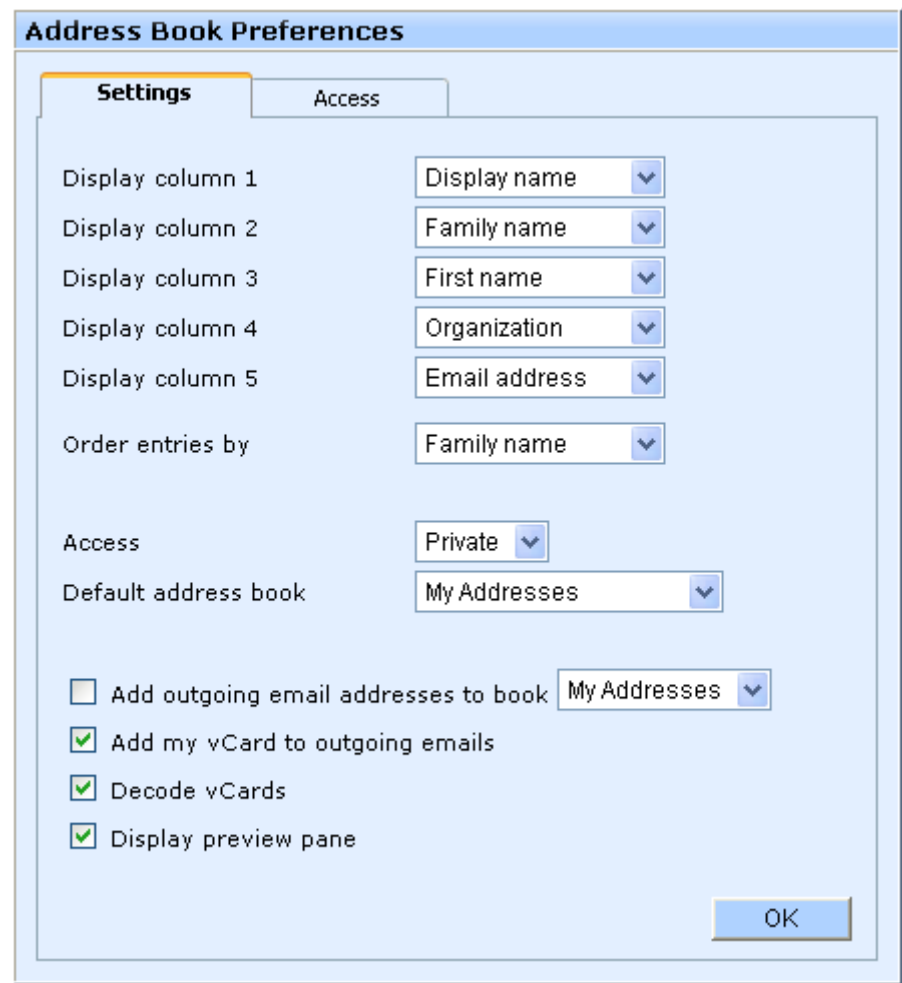 Address Book Preferences
Settings Access
Display column 1 Display name
Display column 2 Family name
Display column 3 First name
Display column 4 Organization
Display column 5 Email address
Order entries by Family name
Access Private
Default address book My Addresses
Add outgoing email addresses to book My Addresses
Add my vCard to outgoing emails
Decode vCards
Display preview pane
OK